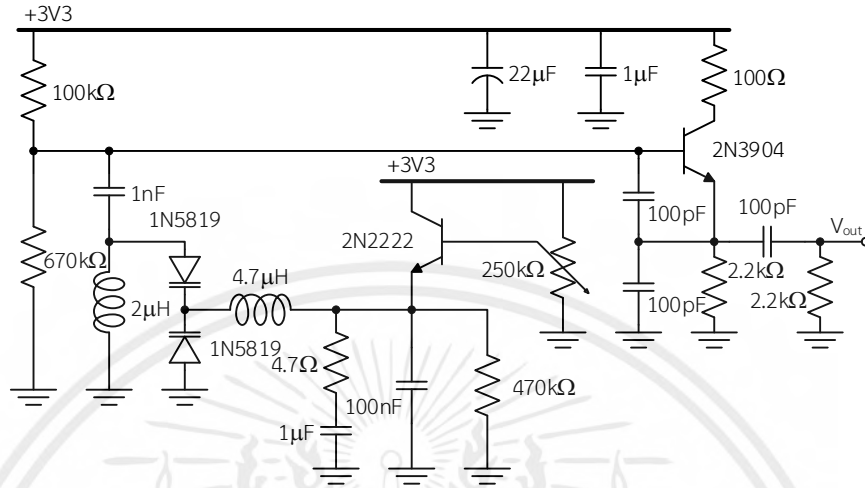 +3V3
100kΩ
22μF
1μF
100Ω
2N3904
1nF
+3V3
1N5819
2N2222
100pF
100pF
Vout
670kΩ
2μH
4.7μH
250kΩ
100pF
2.2kΩ
2.2kΩ
1N5819
4.7Ω
100nF
470kΩ
1μF